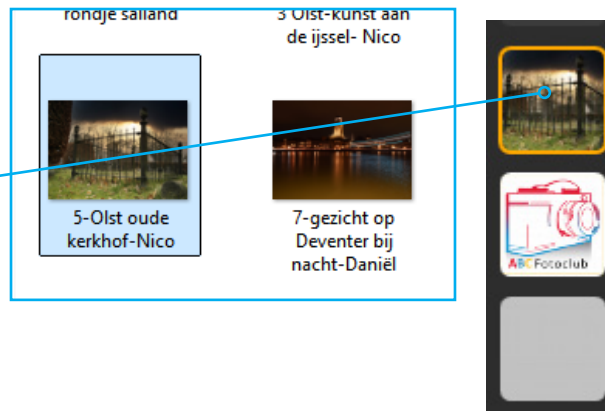 rondje salland
3 Olst-kunst aan
de ijssel- Nico
5-Olst oude
kerkhof-Nico
7-gezicht op
Deventer bij
nacht-Daniël
ABCFotoclub